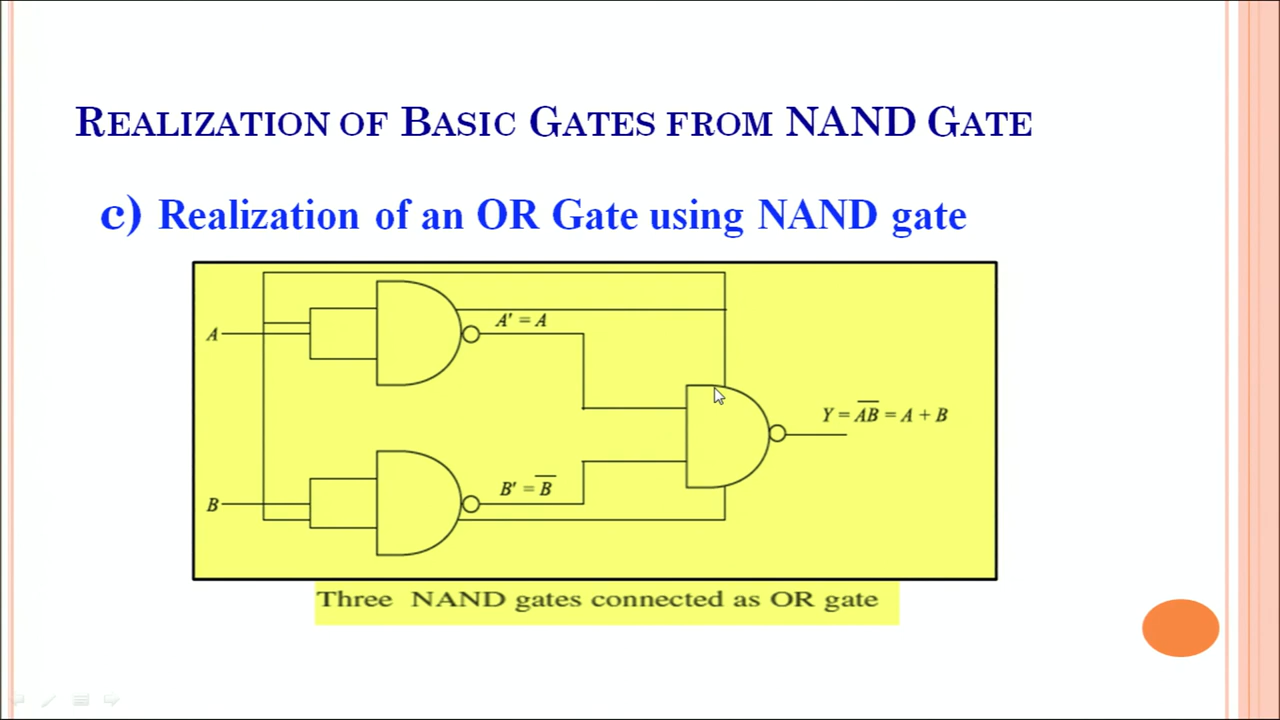 REALIZATION OF BASIC GATES FROM NAND GATE
c) Realization of an OR Gate using NAND gate
A
A' = A
Y = A̅B̅ = A + B
B' = B̅
B
Three NAND gates connected as OR gate